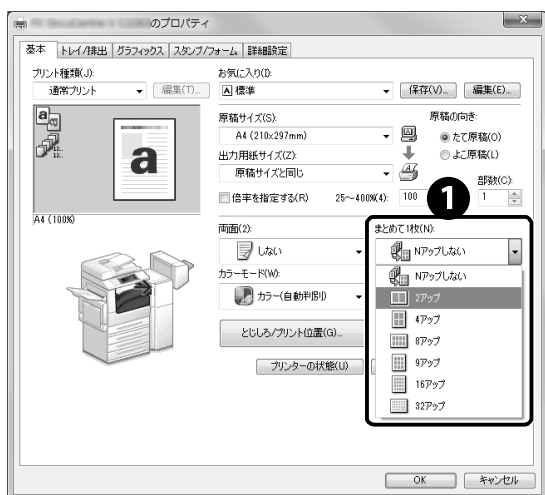 のプロパティ
基本 トレイ/排出 グラフィックス スタンプ/フォーム 詳細設定
プリント種類(J):
通常プリント 編集(T)...
お気に入り(I):
標準 保存(V)... 編集(E)...
原稿サイズ(S):
A4 (210x297mm)
原稿の向き:
たて原稿(O)
よこ原稿(L)
出力用紙サイズ(Z):
原稿サイズと同じ
部数(C):
倍率を指定する(R) 25～400%(4): 100 1
a
12..
12..
a
A4 (100%)
1
両面(2):
しない
まとめて1枚(N):
Nアップしない
Nアップしない
2アップ
4アップ
8アップ
9アップ
16アップ
32アップ
カラーモード(W):
カラー(自動判別)
とじしろ/プリント位置(G)...
プリンターの状態(U)
OK キャンセル